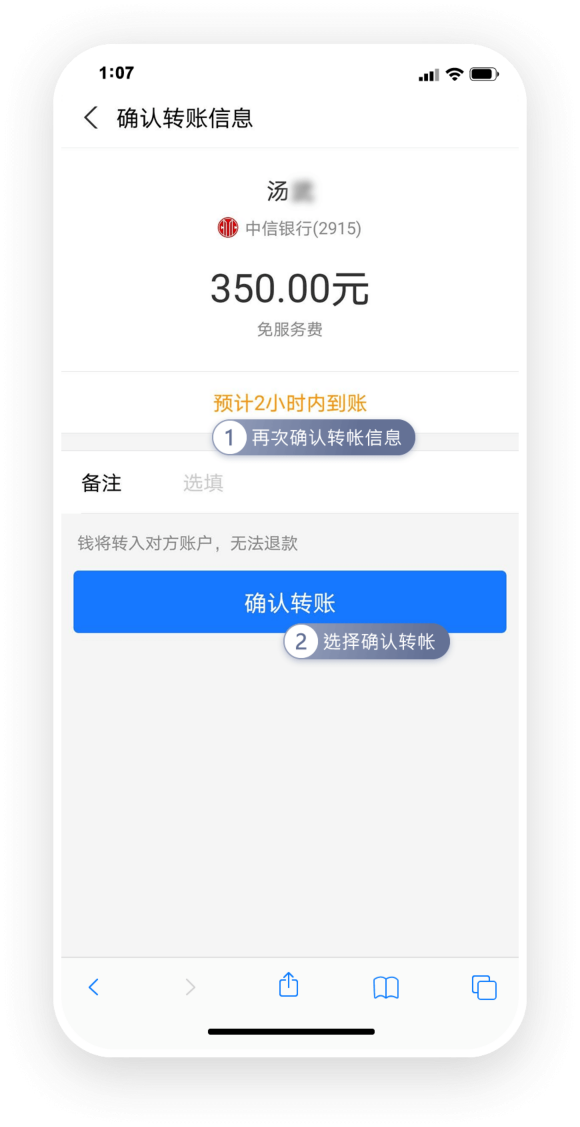 1:07
确认转账信息
汤
中信银行(2915)
350.00元
免服务费
预计2小时内到账
1 再次确认转帐信息
备注 选填
钱将转入对方账户，无法退款
确认转账
2 选择确认转帐